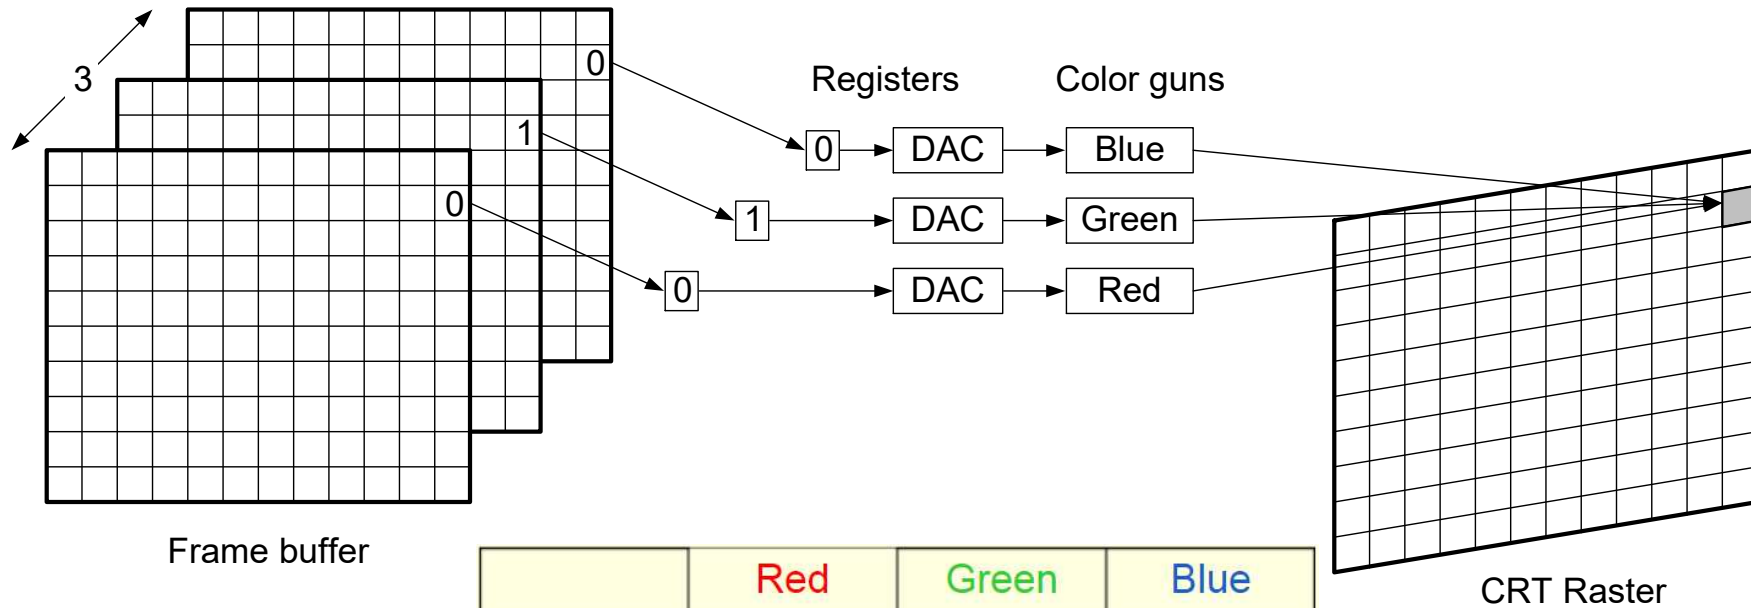 3
0
1
0
Registers
Color guns
0 DAC Blue
1 DAC Green
0 DAC Red
Frame buffer
CRT Raster
Red Green Blue